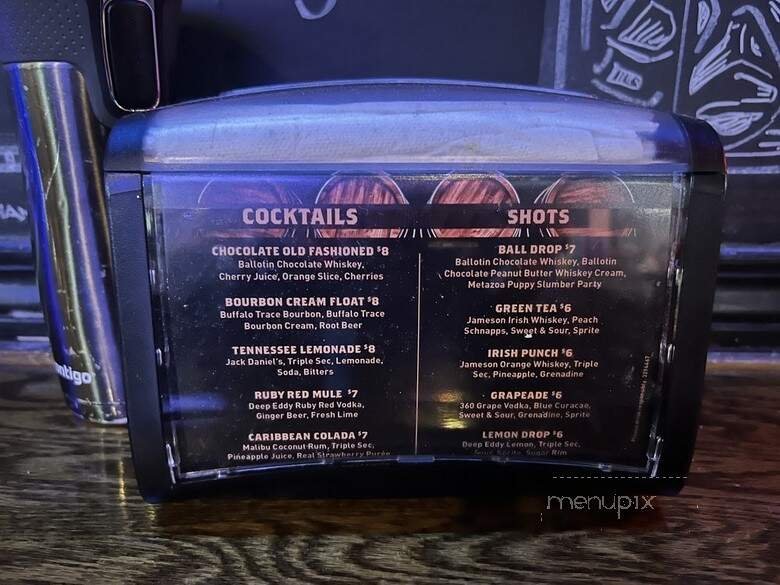 COCKTAILS
CHOCOLATE OLD FASHIONED $8
Ballotin Chocolate Whiskey,
Cherry Juice, Orange Slice, Cherries
BOURBON CREAM FLOAT $8
Buffalo Trace Bourbon, Buffalo Trace
Bourbon Cream, Root Beer
TENNESSEE LEMONADE $8
Jack Daniel's, Triple Sec, Lemonade,
Soda, Bitters
RUBY RED MULE $7
Deep Eddy Ruby Red Vodka,
Ginger Beer, Fresh Lime
CARIBBEAN COLADA $7
Malibu Coconut Rum, Triple Sec,
Pineapple Juice, Real Strawberry Purée
SHOTS
BALL DROP $7
Ballotin Chocolate Whiskey, Ballotin
Chocolate Peanut Butter Whiskey Cream,
Metazoa Puppy Slumber Party
GREEN TEA $6
Jameson Irish Whiskey, Peach
Schnapps, Sweet & Sour, Sprite
IRISH PUNCH $6
Jameson Orange Whiskey, Triple
Sec, Pineapple, Grenadine
GRAPEADE $6
360 Grape Vodka, Blue Curacae,
Sweet & Sour, Grenadine, Sprite
LEMON DROP $6
Deep Eddy Lemon, Triple Sec,
Sour, Sprite, Sugar Rim
ntigo
menupix